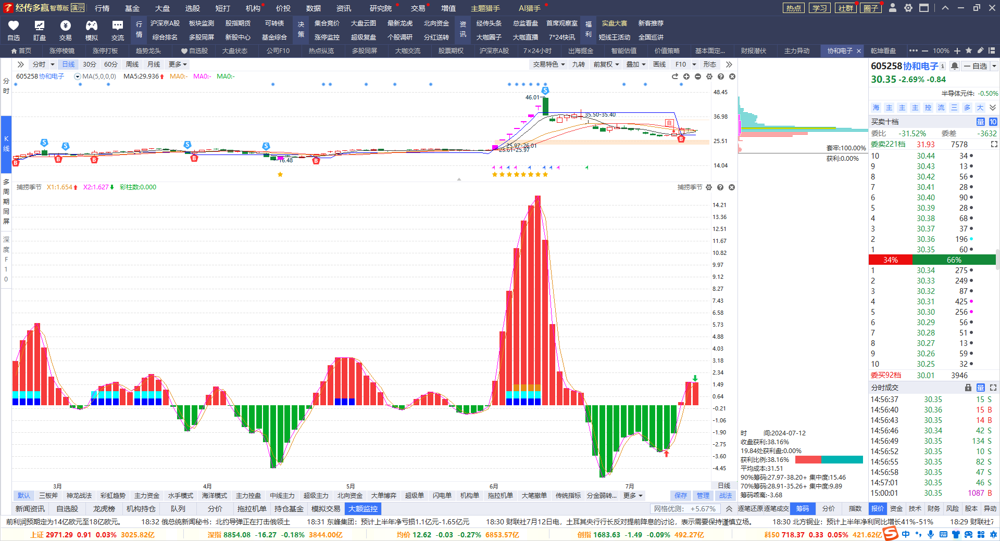 经传多赢 智尊版 演示 行情 基金 大盘 选股 短打 机构 价投 数据 资讯 研究院 交易 增值 主题猎手 AI猎手 热点 学习 社群 圈子
自选 盯盘 交易 模拟 交流
行情 沪深京A股 板块监测 股指期货 可转债 决策 集合竞价 大盘云图 最新龙虎 北向资金 资讯 经传头条 总监看盘 首席观察室 福利 实盘大赛 新客推荐
综合排名 多股同屏 新股中心 基金综合 涨停监控 超级复盘 个股调研 分红送转 大咖圈子 大咖直播 7*24快讯 短线王活动 全国巡讲
首页 涨停棱镜 涨停打板 趋势龙头 自选股 大盘状态 公司F10 热点纵览 多股同屏 大咖交流 股票期权 沪深京A股 7×24小时 出海掘金 智能估值 价值策略 基本面定... 财报潜伏 主力异动 协和电子 乾坤看盘 100%
分时 K线 多周期同屏 深度F10
分时 日线 30分 60分 周线 月线 更多 交易特色 九转 前复权 叠加 画线 F10 形态
605258协和电子 MA(5,0,0,0) MA5:29.936 MA0:- MA0:- MA0:-
48.45
36.98
25.51
14.04
46.01
35.50-35.40
25.97-26.01
23.61-25.97
16.48
自
S S S S S
B B B B B B
捕捞季节 X1:1.654 X2:1.627 彩柱数:0.000 捕捞季节
14.21
13.36
12.51
11.67
10.82
9.97
9.12
8.27
7.43
6.58
5.73
4.88
4.03
3.18
2.34
1.49
0.64
-0.21
-1.06
-1.90
-2.75
-3.60
-4.45
3月 4月 5月 6月 7月 日线
默认 三板斧 神龙战法 彩虹趋势 主力资金 水手模式 海洋模式 主力控盘 中线主力 超级主力 北向资金 大单博弈 超级单 闪电单 机构单 拖拉机单 大笔撤单 传统指标 分金弱转... 更多 保存 管理 战法
新闻资讯 自选股 龙虎榜 机构持仓 队列 分价 拖拉机单 持仓基金 模拟交易 大额监控 网格优测: +5.67%
套牢:100.00%
获利:0.00%
时 间:2024-07-12
收盘获利:38.16%
19.84处获利盘:0.00%
获利比例:38.16%
平均成本:31.51
90%筹码:27.97-38.20+ 集中度:15.46
70%筹码:28.91-35.26+ 集中度:9.89
筹码乖离:-3.68
逐笔还原 逐笔成交 筹码 分价 指数 报价 资金 技术 财务 风险 股本 异动
605258协和电子 自选
30.35 -2.69% -0.84
半导体元件: -0.50%
海 主 主 主 控 流 三 多 大
买卖十档 量 10
委比 -31.52% 委差 -3632
委卖221档 31.93 7578
10 30.44 34
9 30.43 13
8 30.42 56
7 30.41 28
6 30.40 90
5 30.39 28
4 30.38 68
3 30.37 37
2 30.36 196
1 30.35 60
34% 66%
1 30.34 275
2 30.33 249
3 30.32 87
4 30.31 425
5 30.30 256
6 30.29 56
7 30.28 51
8 30.27 13
9 30.26 59
10 30.25 32
委买92档 30.01 3946
分时成交 量
14:56:37 30.35 15 S
14:56:40 30.36 15 B
14:56:43 30.35 14 B
14:56:46 30.34 42 S
14:56:49 30.35 134 S
14:56:52 30.35 10 S
14:56:55 30.35 82 S
14:56:58 30.35 47 S
14:57:01 30.35 46 S
15:00:01 30.35 1087 B
前利润预期定为14亿欧元至18亿欧元。 18:32 俄总统新闻秘书：北约导弹正在打击俄领土 18:31 东峰集团：预计上半年净亏损1.1亿元-1.65亿元 18:30 财联社7月12日电，土耳其央行行长反对提前降息的讨论，表示需要保持谨慎立场。 18:30 北方铜业：预计上半年净利同比增长41%-51% 18:29 财联社7
上证 2971.29 0.91 0.03% 3025.82亿 深指 8854.08 -16.27 -0.18% 3844.00亿 均价 12.62 -0.03 -0.27% 6853.57亿 创指 1683.63 -1.49 -0.09% 492.27亿 科50 718.37 0.33 0.05% 421.62亿 中